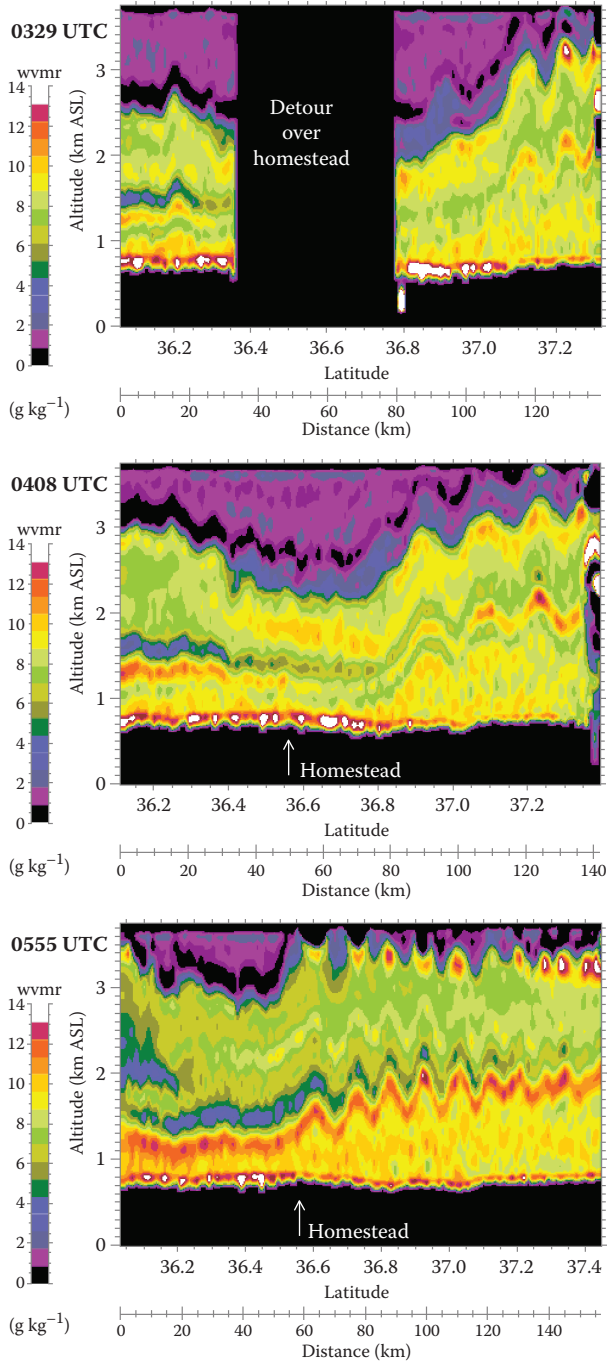 0329 UTC
wvmr
14
12
10
8
6
4
2
0
(g kg−1)
Altitude (km ASL)
3
2
1
0
Detour
over
homestead
36.2 36.4 36.6 36.8 37.0 37.2
Latitude
0 20 40 60 80 100 120
Distance (km)
0408 UTC
wvmr
14
12
10
8
6
4
2
0
(g kg−1)
Altitude (km ASL)
3
2
1
0
Homestead
36.2 36.4 36.6 36.8 37.0 37.2
Latitude
0 20 40 60 80 100 120 140
Distance (km)
0555 UTC
wvmr
14
12
10
8
6
4
2
0
(g kg−1)
Altitude (km ASL)
3
2
1
0
Homestead
36.2 36.4 36.6 36.8 37.0 37.2 37.4
Latitude
0 20 40 60 80 100 120 140
Distance (km)